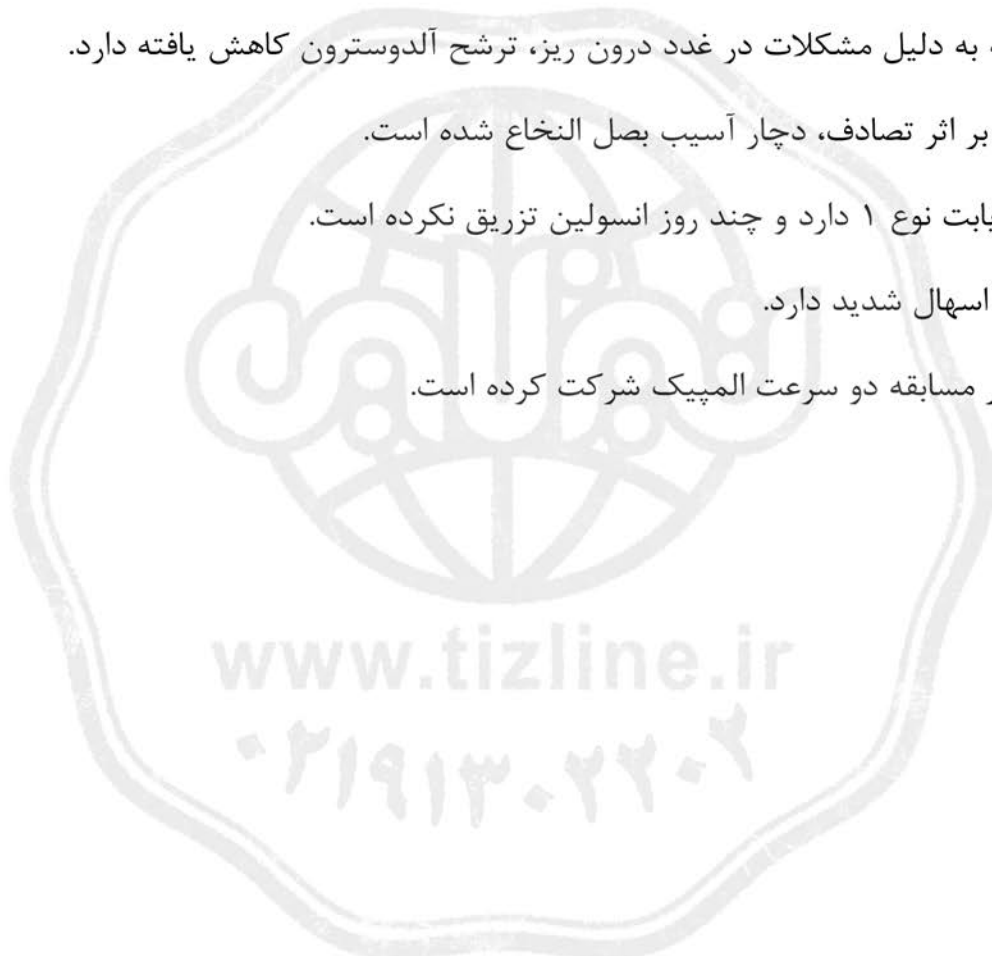 به دلیل مشکلات در غدد درون ریز، ترشح آلدوسترون کاهش یافته دارد.
بر اثر تصادف، دچار آسیب بصل النخاع شده است.
نوع ۱ دارد و چند روز انسولین تزریق نکرده است.
اسهال شدید دارد.
مسابقه دو سرعت المپیک شرکت کرده است.
تیزلاین
www.tizline.ir
۰۲۱۹۱۳۰۲۲۰۲